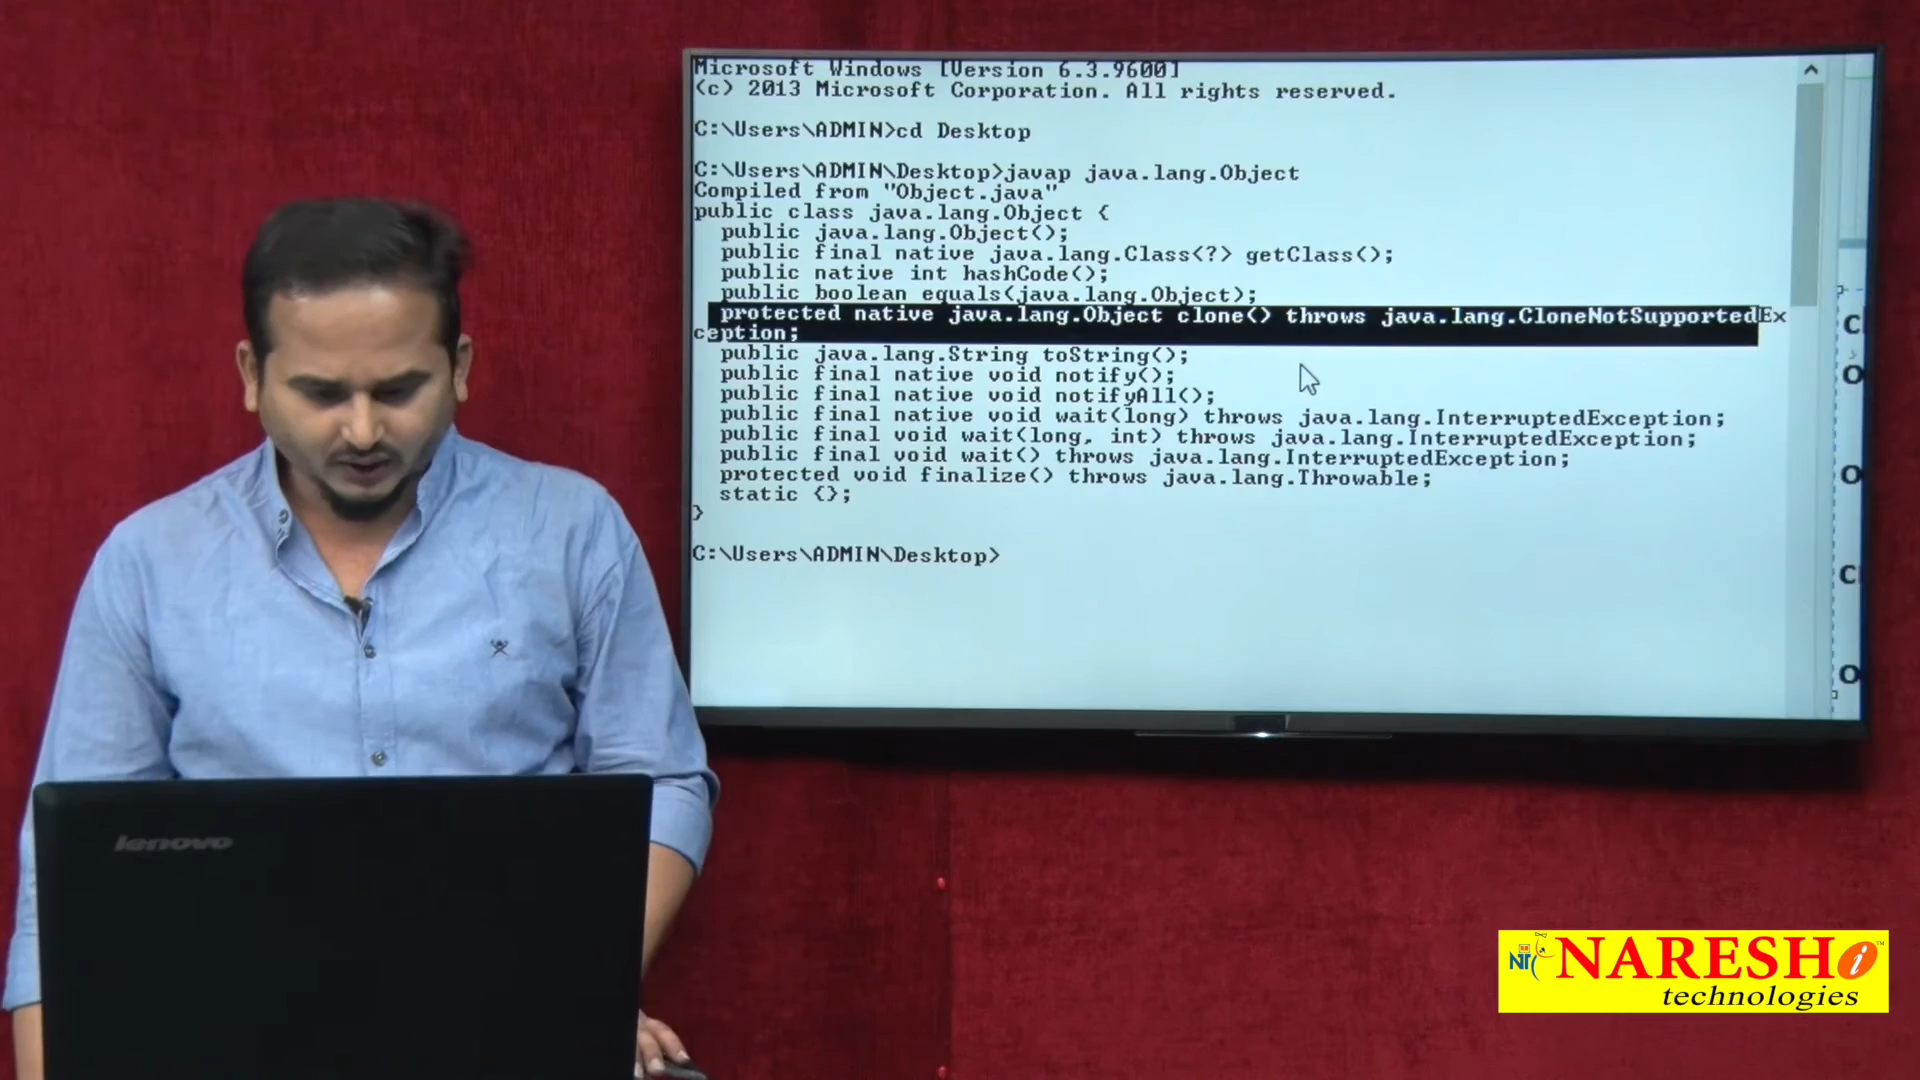 Microsoft Windows [Version 6.3.9600]
(c) 2013 Microsoft Corporation. All rights reserved.
C:\Users\ADMIN>cd Desktop
C:\Users\ADMIN\Desktop>javap java.lang.Object
Compiled from "Object.java"
public class java.lang.Object {
public java.lang.Object();
public final native java.lang.Class<?> getClass();
public native int hashCode();
public boolean equals(java.lang.Object);
protected native java.lang.Object clone() throws java.lang.CloneNotSupportedEx
ception;
public java.lang.String toString();
public final native void notify();
public final native void notifyAll();
public final native void wait(long) throws java.lang.InterruptedException;
public final void wait(long, int) throws java.lang.InterruptedException;
public final void wait() throws java.lang.InterruptedException;
protected void finalize() throws java.lang.Throwable;
static {};
}
C:\Users\ADMIN\Desktop>
lenovo
NT NARESH i ™
technologies